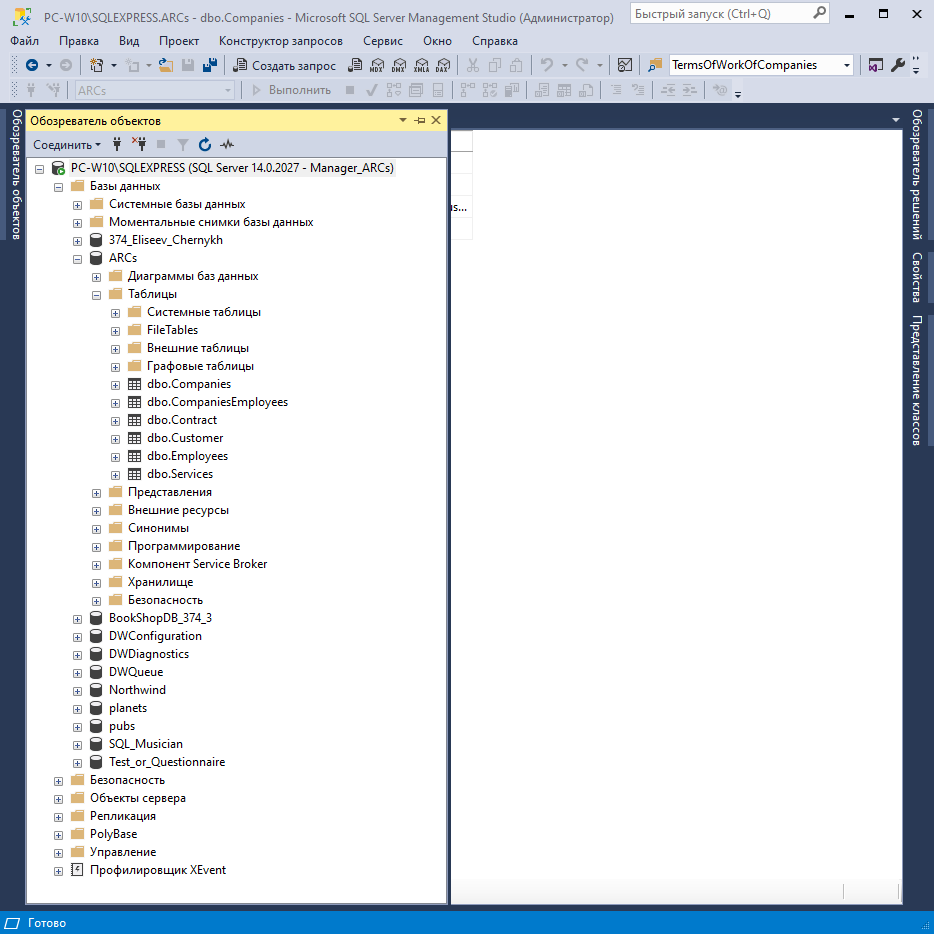 PC-W10\SQLEXPRESS.ARCs - dbo.Companies - Microsoft SQL Server Management Studio (Администратор)
Быстрый запуск (Ctrl+Q)
Файл Правка Вид Проект Конструктор запросов Сервис Окно Справка
Создать запрос MDX DMX XMLA DAX TermsOfWorkOfCompanies
ARCs Выполнить
Обозреватель объектов
Обозреватель объектов
Соединить
PC-W10\SQLEXPRESS (SQL Server 14.0.2027 - Manager_ARCs)
Базы данных
Системные базы данных
Моментальные снимки базы данных
374_Eliseev_Chernykh
ARCs
Диаграммы баз данных
Таблицы
Системные таблицы
FileTables
Внешние таблицы
Графовые таблицы
dbo.Companies
dbo.CompaniesEmployees
dbo.Contract
dbo.Customer
dbo.Employees
dbo.Services
Представления
Внешние ресурсы
Синонимы
Программирование
Компонент Service Broker
Хранилище
Безопасность
BookShopDB_374_3
DWConfiguration
DWDiagnostics
DWQueue
Northwind
planets
pubs
SQL_Musician
Test_or_Questionnaire
Безопасность
Объекты сервера
Репликация
PolyBase
Управление
Профилировщик XEvent
us...
Обозреватель решений
Свойства
Представление классов
Готово